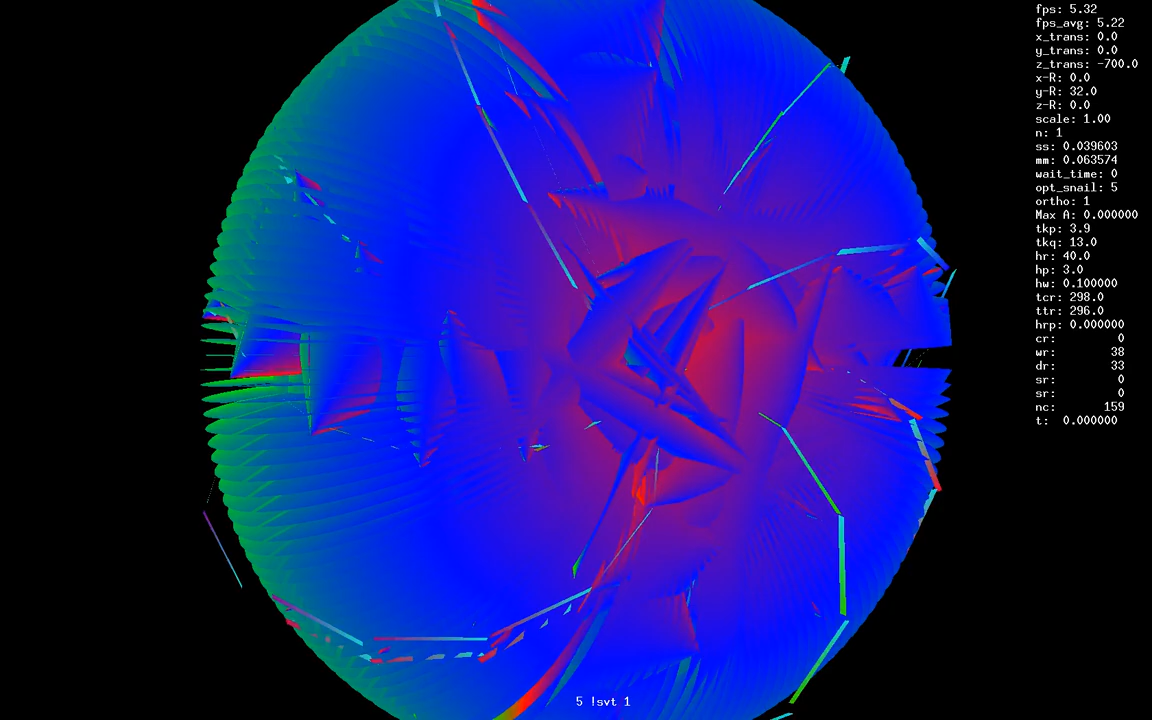 fps: 5.32
fps_avg: 5.22
x_trans: 0.0
y_trans: 0.0
z_trans: -700.0
x-R: 0.0
y-R: 32.0
z-R: 0.0
scale: 1.00
n: 1
ss: 0.039603
mm: 0.063574
wait_time: 0
opt_snail: 5
ortho: 1
Max A: 0.000000
tkp: 3.9
tkq: 13.0
hr: 40.0
hp: 3.0
hw: 0.100000
tcr: 298.0
ttr: 296.0
hrp: 0.000000
cr: 0
wr: 38
dr: 33
sr: 0
sr: 0
nc: 159
t: 0.000000
5 !svt 1